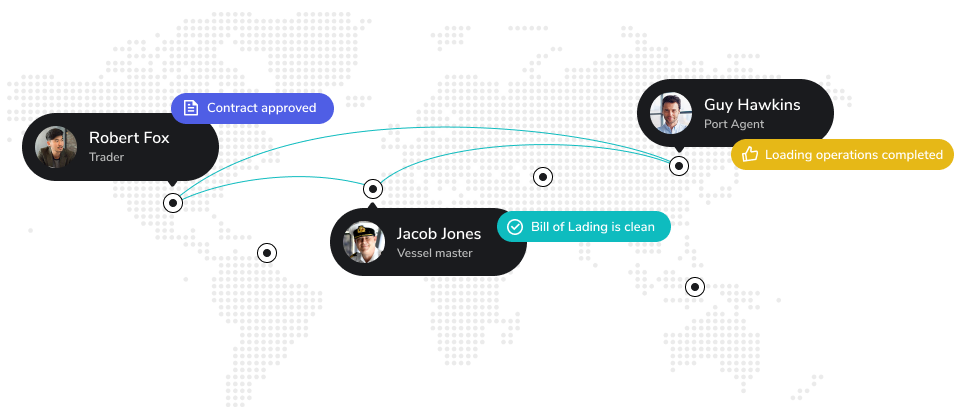 Contract approved
Robert Fox
Trader
Guy Hawkins
Port Agent
Loading operations completed
Jacob Jones
Vessel master
Bill of Lading is clean